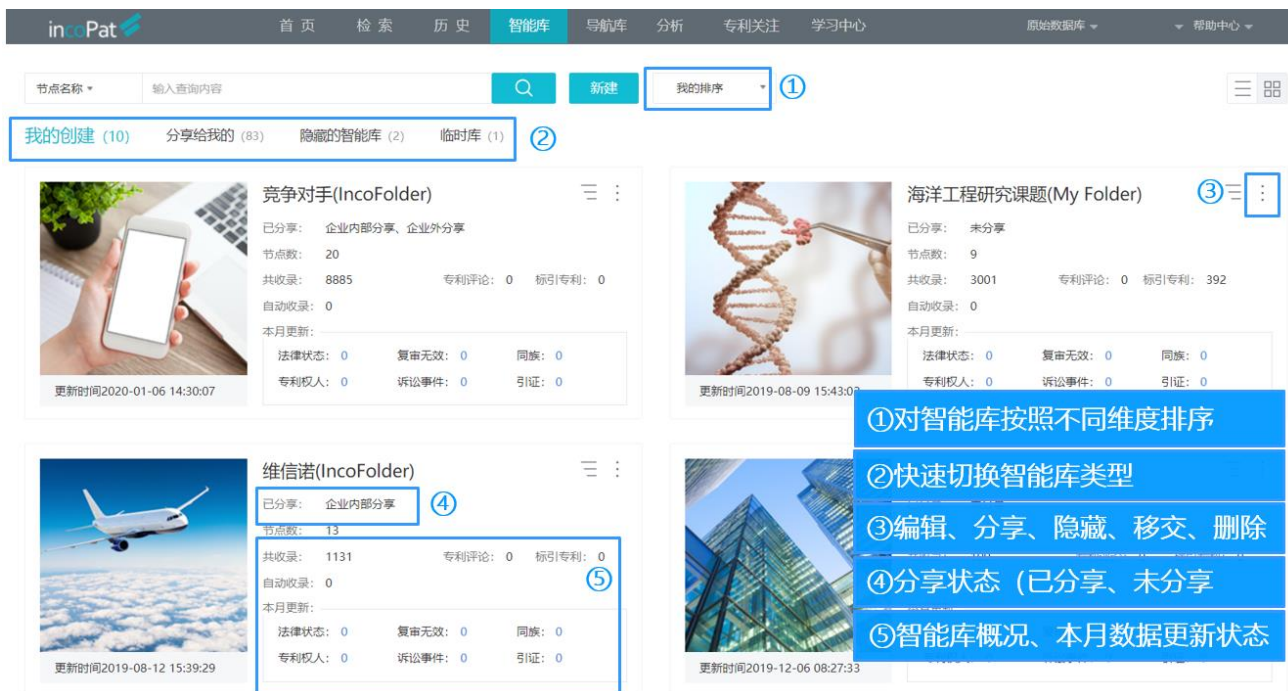 incoPat
首页 检索 历史 智能库 导航库 分析 专利关注 学习中心 原始数据库 帮助中心
节点名称 输入查询内容 新建 我的排序 ①
我的创建 (10) 分享给我的 (83) 隐藏的智能库 (2) 临时库 (1) ②
竞争对手(IncoFolder)
已分享: 企业内部分享、企业外分享
节点数: 20
共收录: 8885 专利评论: 0 标引专利: 0
自动收录: 0
本月更新:
法律状态: 0 复审无效: 0 同族: 0
专利权人: 0 诉讼事件: 0 引证: 0
更新时间2020-01-06 14:30:07
海洋工程研究课题(My Folder) ③
已分享: 未分享
节点数: 9
共收录: 3001 专利评论: 0 标引专利: 392
自动收录: 0
本月更新:
法律状态: 0 复审无效: 0 同族: 0
专利权人: 0 诉讼事件: 0 引证: 0
更新时间2019-08-09 15:43:0
维信诺(IncoFolder)
已分享: 企业内部分享 ④
节点数: 13
共收录: 1131 专利评论: 0 标引专利: 0
自动收录: 0 ⑤
本月更新:
法律状态: 0 复审无效: 0 同族: 0
专利权人: 0 诉讼事件: 0 引证: 0
更新时间2019-08-12 15:39:29
更新时间2019-12-06 08:27:33
①对智能库按照不同维度排序
②快速切换智能库类型
③编辑、分享、隐藏、移交、删除
④分享状态（已分享、未分享
⑤智能库概况、本月数据更新状态